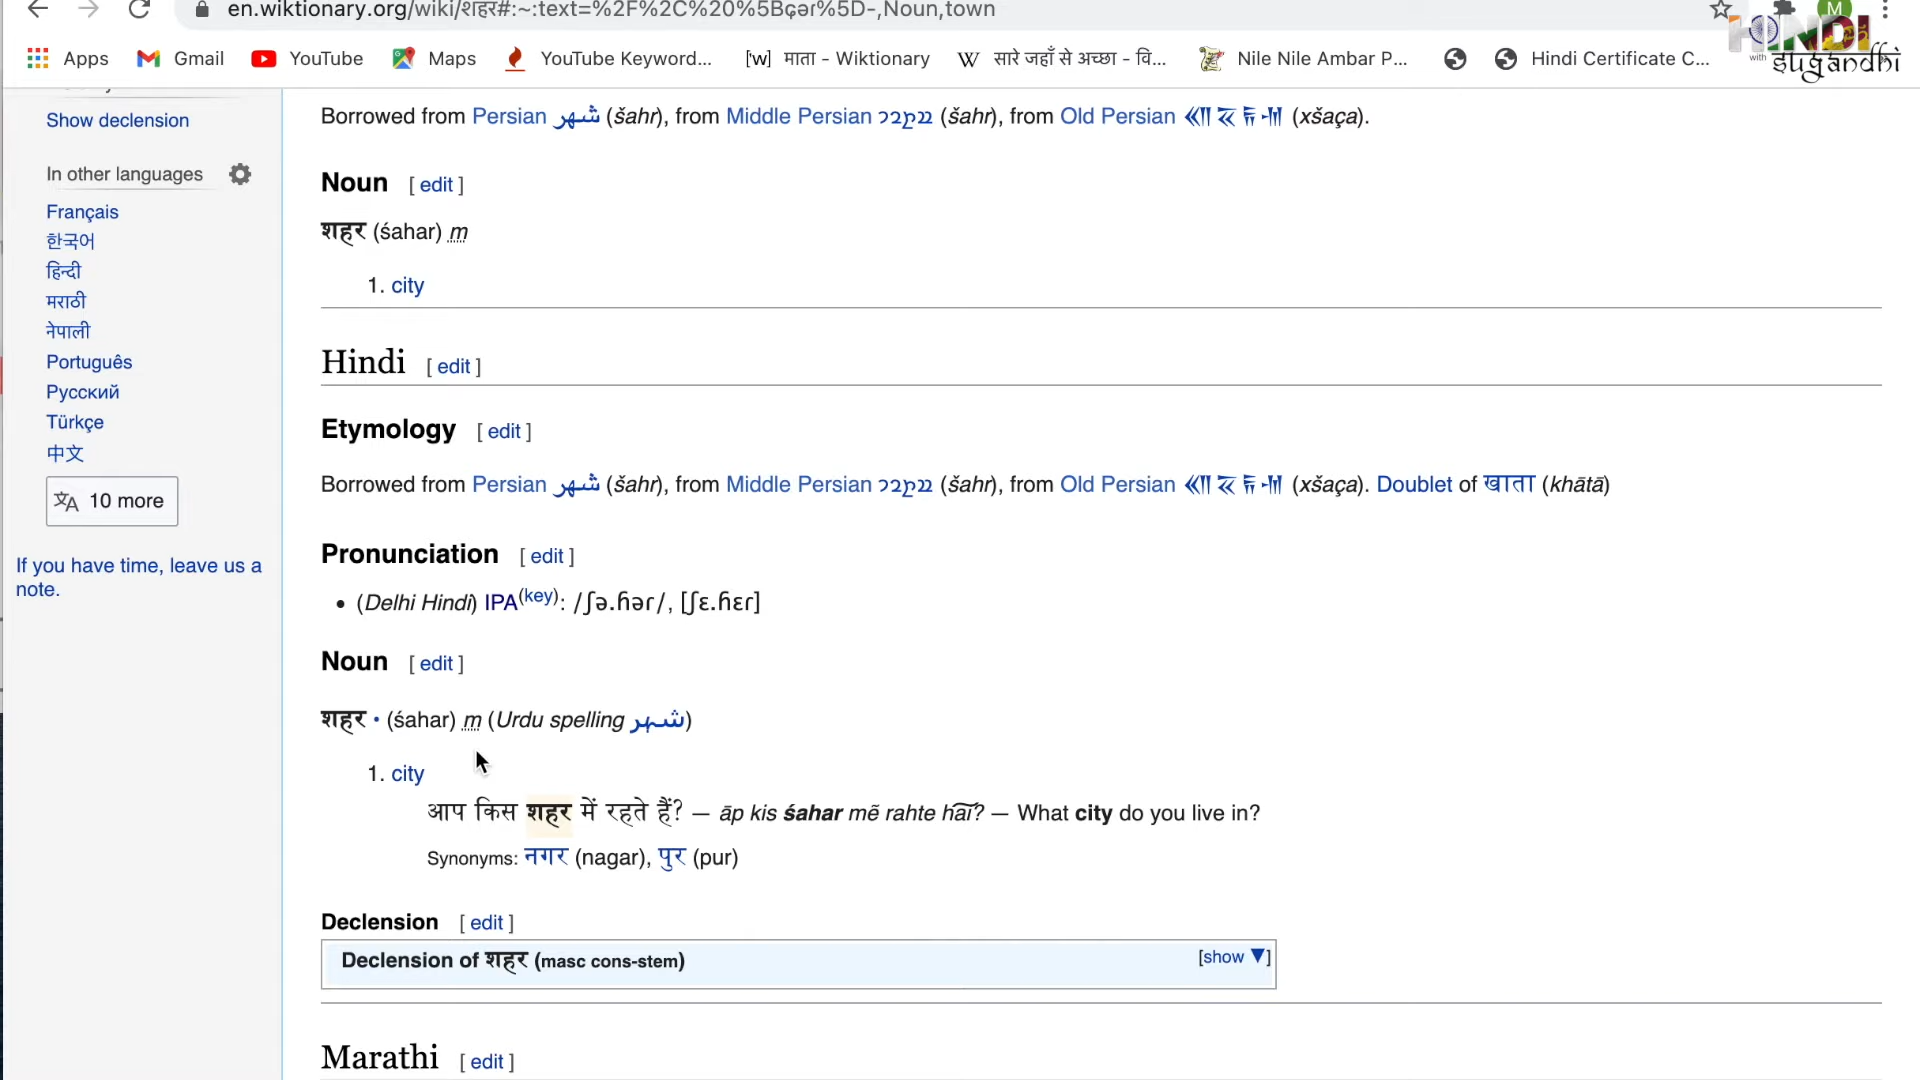 en.wiktionary.org/wiki/शहर#:~:text=%2F%2C%20%5Bçər%5D-,Noun,town
M
HINDI
with
sugandhi
Apps Gmail YouTube Maps YouTube Keyword... [w] माता - Wiktionary W सारे जहाँ से अच्छा - वि... Nile Nile Ambar P... Hindi Certificate C...
Show declension
In other languages
Français
한국어
हिन्दी
मराठी
नेपाली
Português
Русский
Türkçe
中文
10 more
If you have time, leave us a
note.
Borrowed from Persian شهر (šahr), from Middle Persian (šahr), from Old Persian (xšaça).
Noun [ edit ]
शहर (śahar) m
1. city
Hindi [ edit ]
Etymology [ edit ]
Borrowed from Persian شهر (šahr), from Middle Persian (šahr), from Old Persian (xšaça). Doublet of खाता (khātā)
Pronunciation [ edit ]
• (Delhi Hindi) IPA(key): /ʃə.ɦəɾ/, [ʃɛ.ɦɛɾ]
Noun [ edit ]
शहर • (śahar) m (Urdu spelling شہر)
1. city
आप किस शहर में रहते हैं? — āp kis śahar mẽ rahte ha͠i? — What city do you live in?
Synonyms: नगर (nagar), पुर (pur)
Declension [ edit ]
Declension of शहर (masc cons-stem) [show ▼]
Marathi [ edit ]